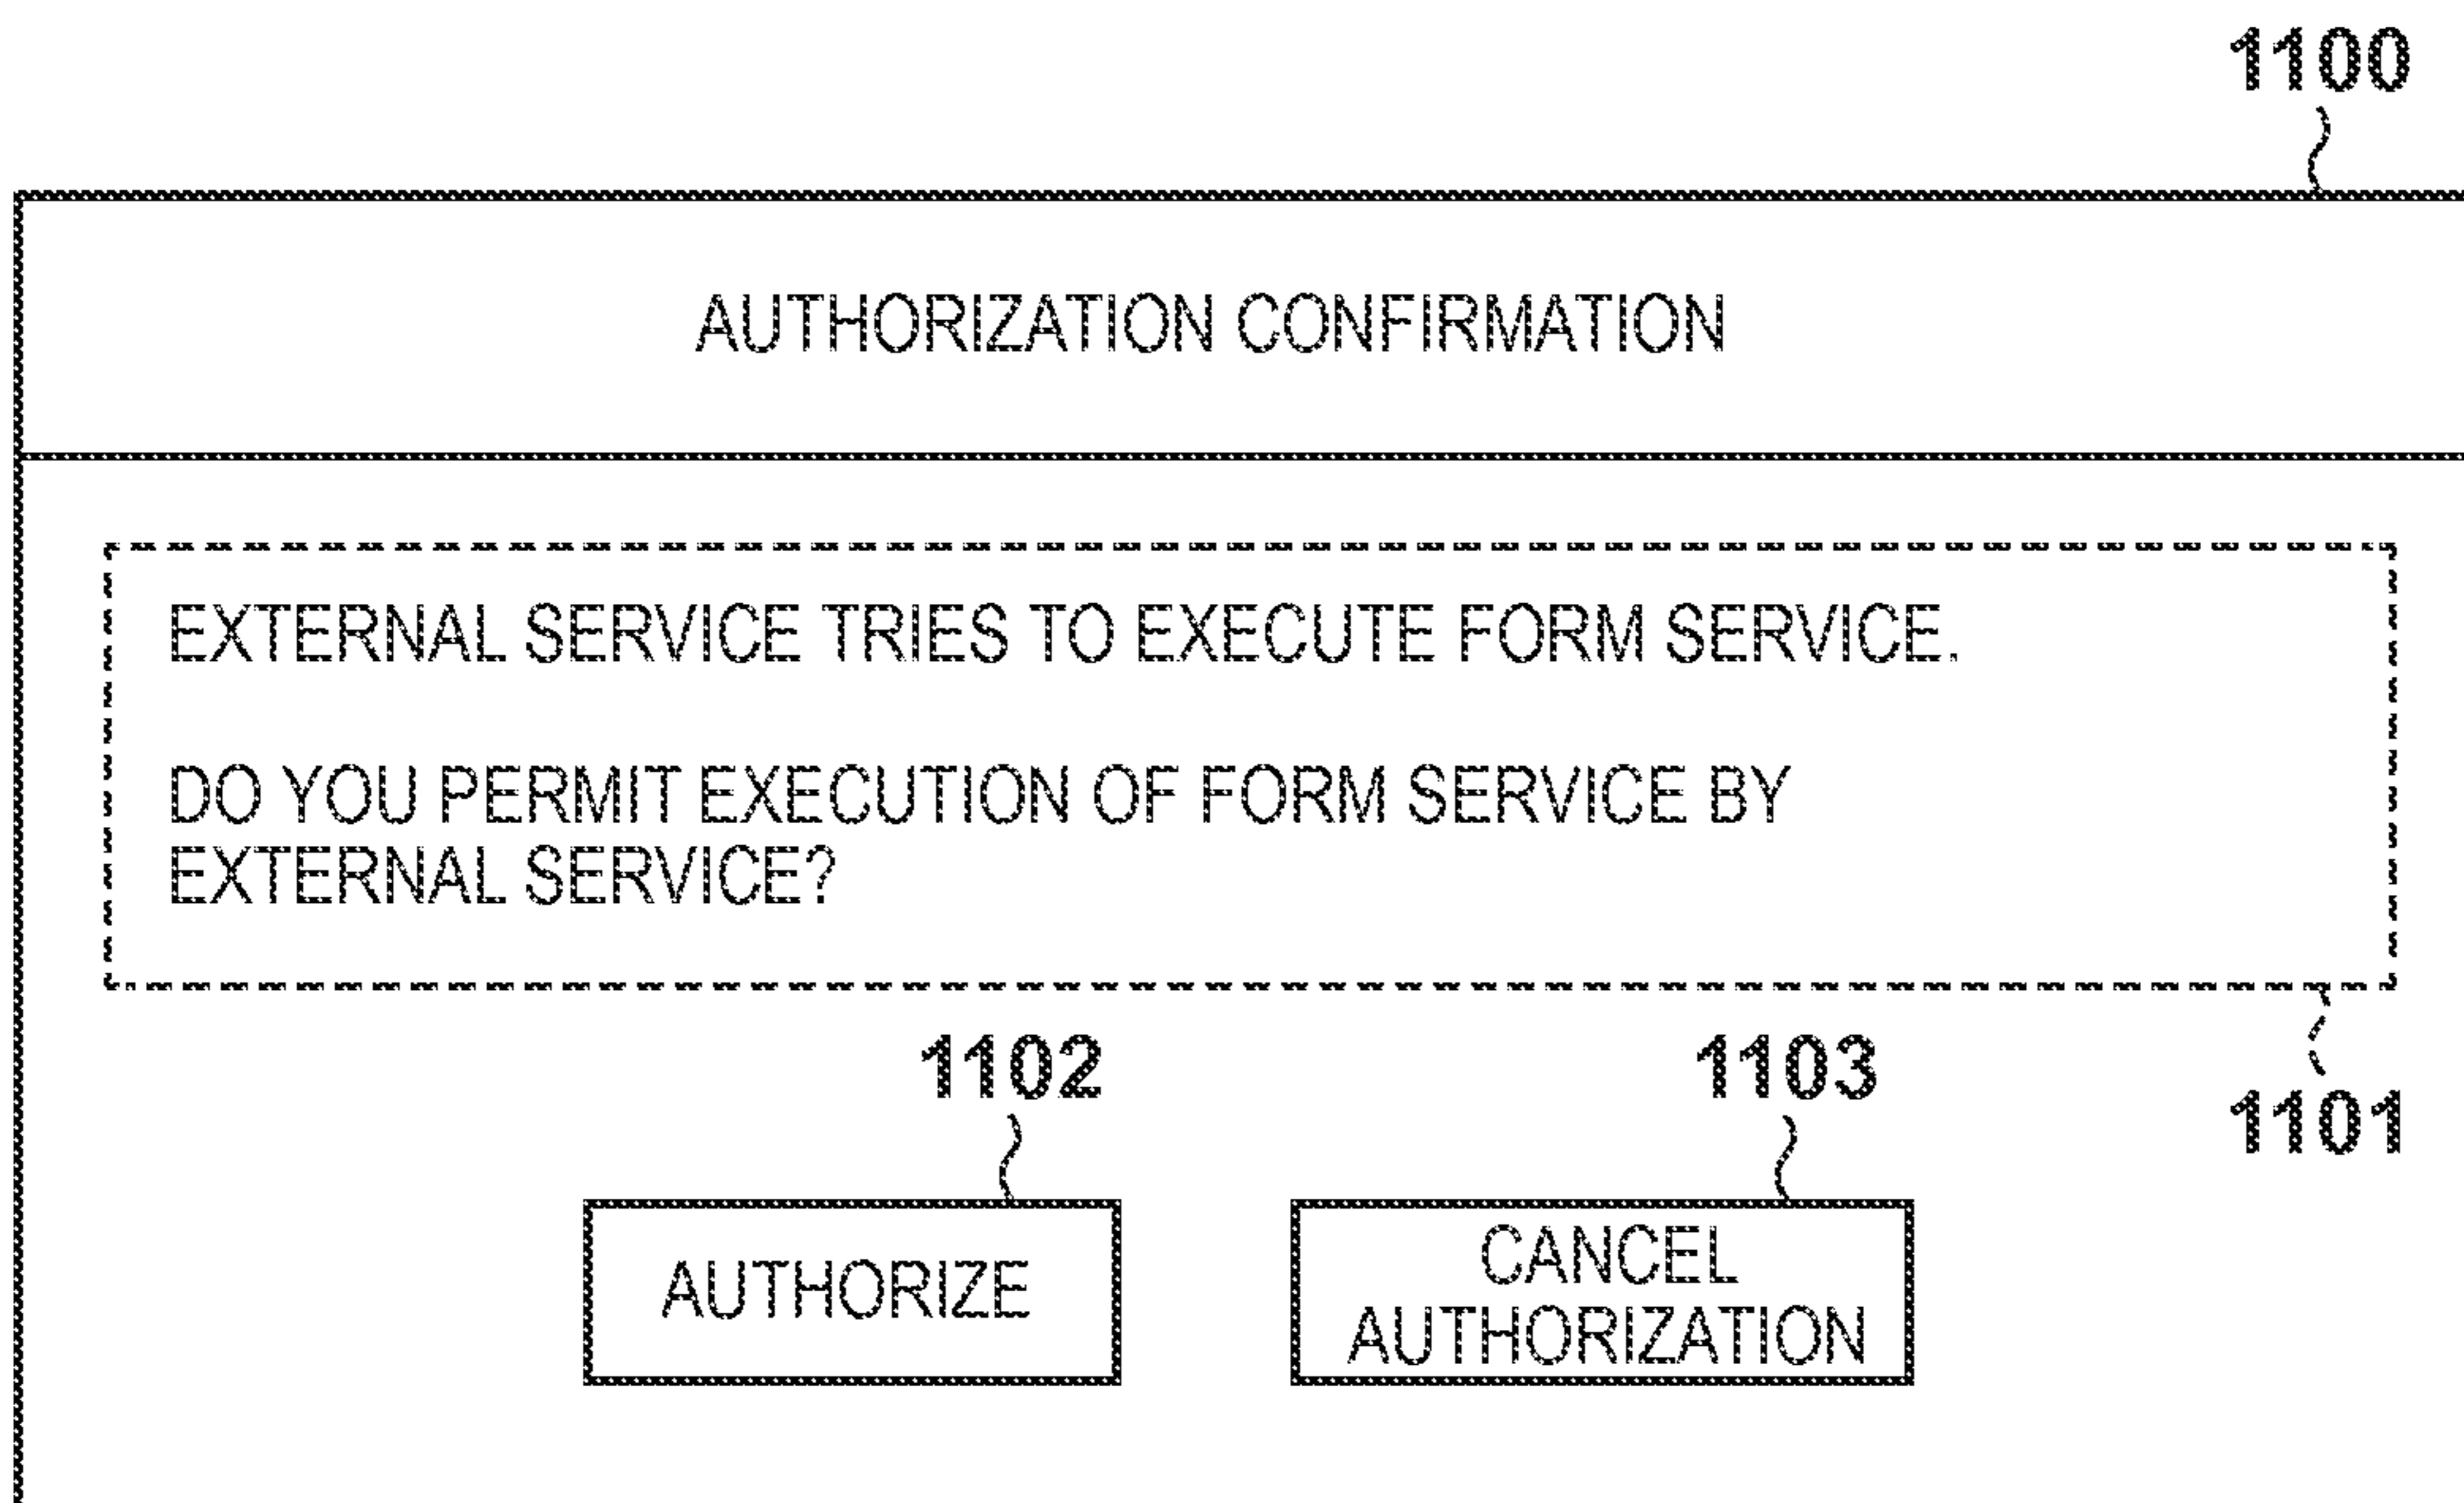 1100
AUTHORIZATION CONFIRMATION
EXTERNAL SERVICE TRIES TO EXECUTE FORM SERVICE.
DO YOU PERMIT EXECUTION OF FORM SERVICE BY
EXTERNAL SERVICE?
1102
1103
1101
AUTHORIZE
CANCEL
AUTHORIZATION